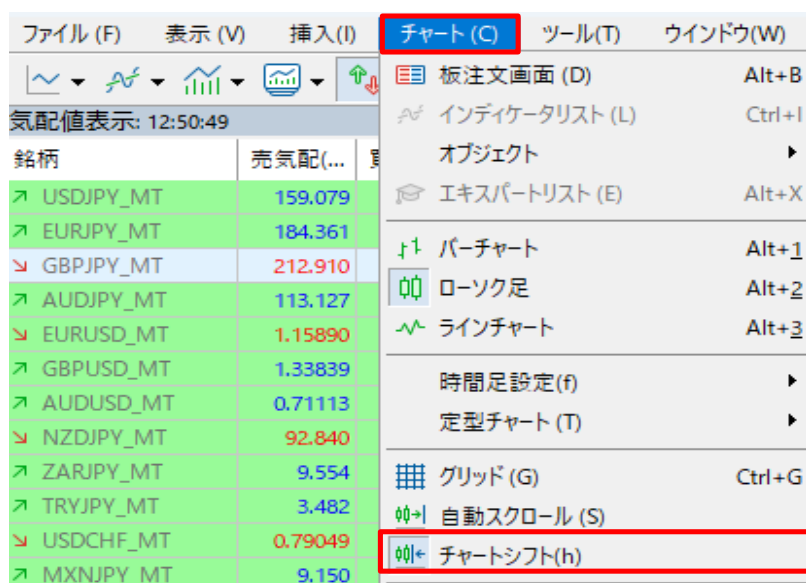 ファイル (F) 表示 (V) 挿入(I) チャート (C) ツール(T) ウインドウ(W)
気配値表示: 12:50:49
銘柄 売気配(...
USDJPY_MT 159.079
EURJPY_MT 184.361
GBPJPY_MT 212.910
AUDJPY_MT 113.127
EURUSD_MT 1.15890
GBPUSD_MT 1.33839
AUDUSD_MT 0.71113
NZDJPY_MT 92.840
ZARJPY_MT 9.554
TRYJPY_MT 3.482
USDCHF_MT 0.79049
MXNJPY_MT 9.150
板注文画面 (D) Alt+B
インディケータリスト (L) Ctrl+I
オブジェクト
エキスパートリスト (E) Alt+X
バーチャート Alt+1
ローソク足 Alt+2
ラインチャート Alt+3
時間足設定(f)
定型チャート (T)
グリッド (G) Ctrl+G
自動スクロール (S)
チャートシフト(h)